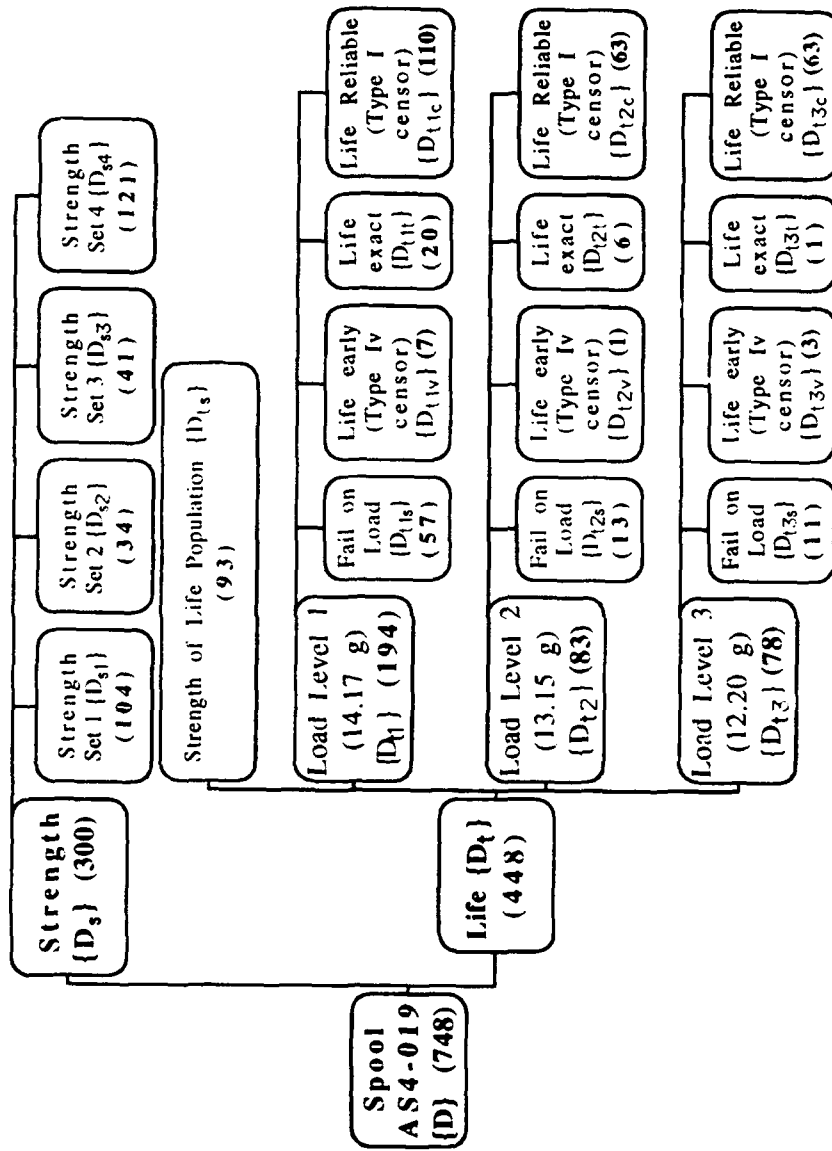 Spool
AS4-019
{D} (748)
Strength
{Ds} (300)
Strength
Set 1 {Ds1}
(104)
Strength
Set 2 {Ds2}
(34)
Strength
Set 3 {Ds3}
(41)
Strength
Set 4 {Ds4}
(121)
Life {Dt}
(448)
Strength of Life Population {Dts}
(93)
Load Level 1
(14.17 g)
{Dt1} (194)
Fail on
Load
{Dt1s}
(57)
Life early
(Type Iv
censor)
{Dt1v} (7)
Life
exact
{Dt1t}
(20)
Life Reliable
(Type I
censor)
{Dt1c} (110)
Load Level 2
(13.15 g)
{Dt2} (83)
Fail on
Load
{Dt2s}
(13)
Life early
(Type Iv
censor)
{Dt2v} (1)
Life
exact
{Dt2t}
(6)
Life Reliable
(Type I
censor)
{Dt2c} (63)
Load Level 3
(12.20 g)
{Dt3} (78)
Fail on
Load
{Dt3s}
(11)
Life early
(Type Iv
censor)
{Dt3v} (3)
Life
exact
{Dt3t}
(1)
Life Reliable
(Type I
censor)
{Dt3c} (63)